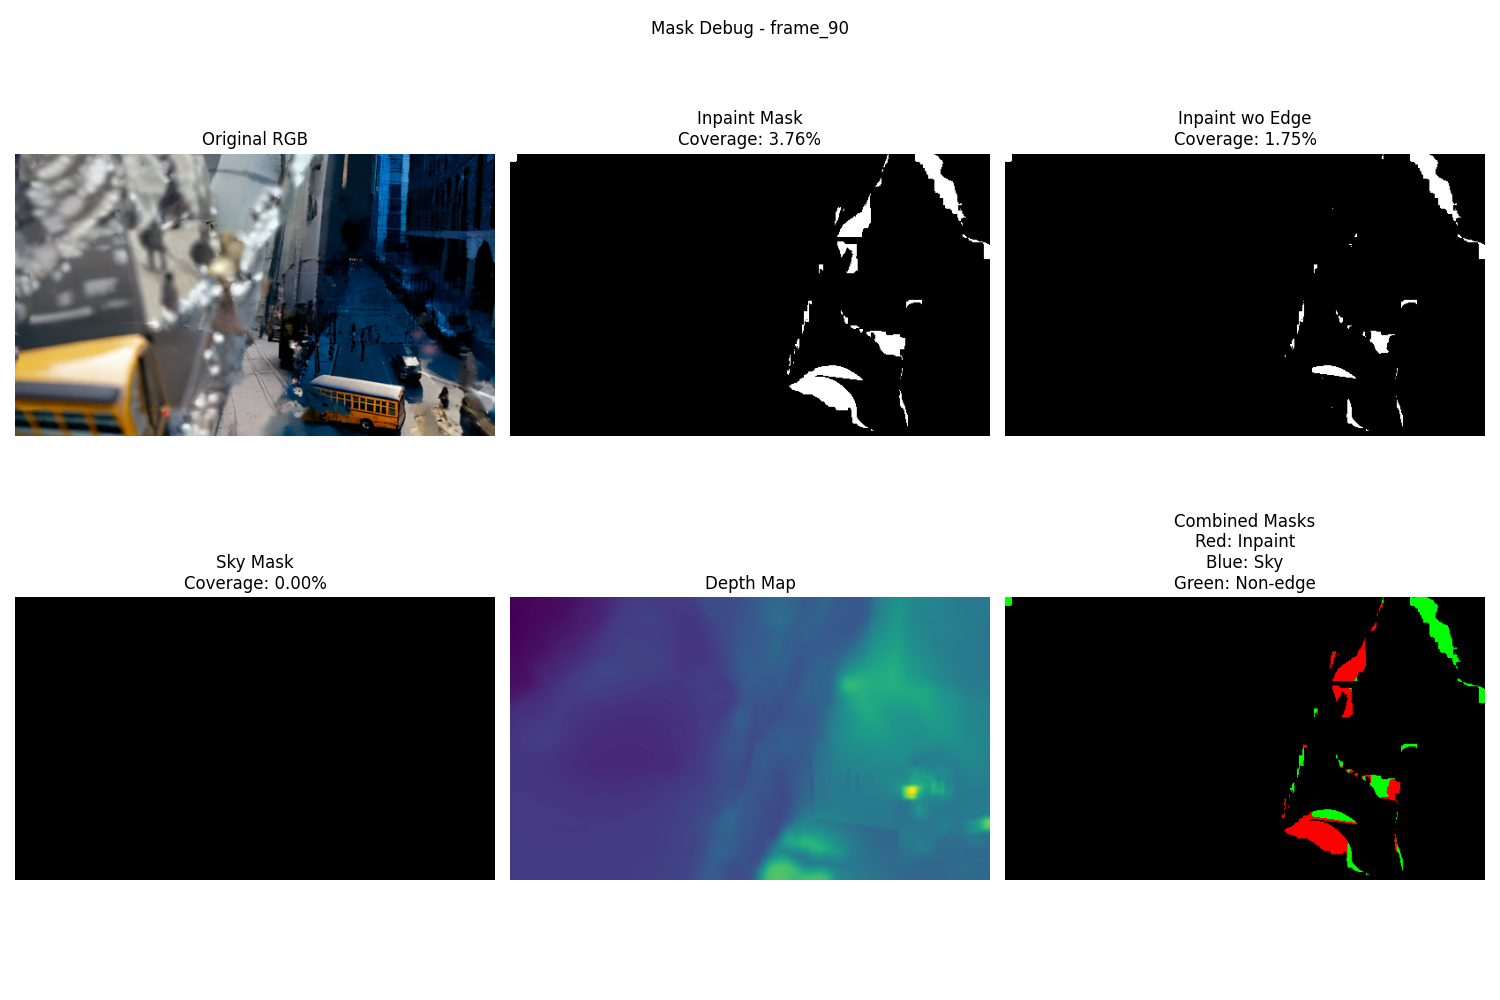 Mask Debug - frame_90
Original RGB
Inpaint Mask
Coverage: 3.76%
Inpaint wo Edge
Coverage: 1.75%
Sky Mask
Coverage: 0.00%
Depth Map
Combined Masks
Red: Inpaint
Blue: Sky
Green: Non-edge